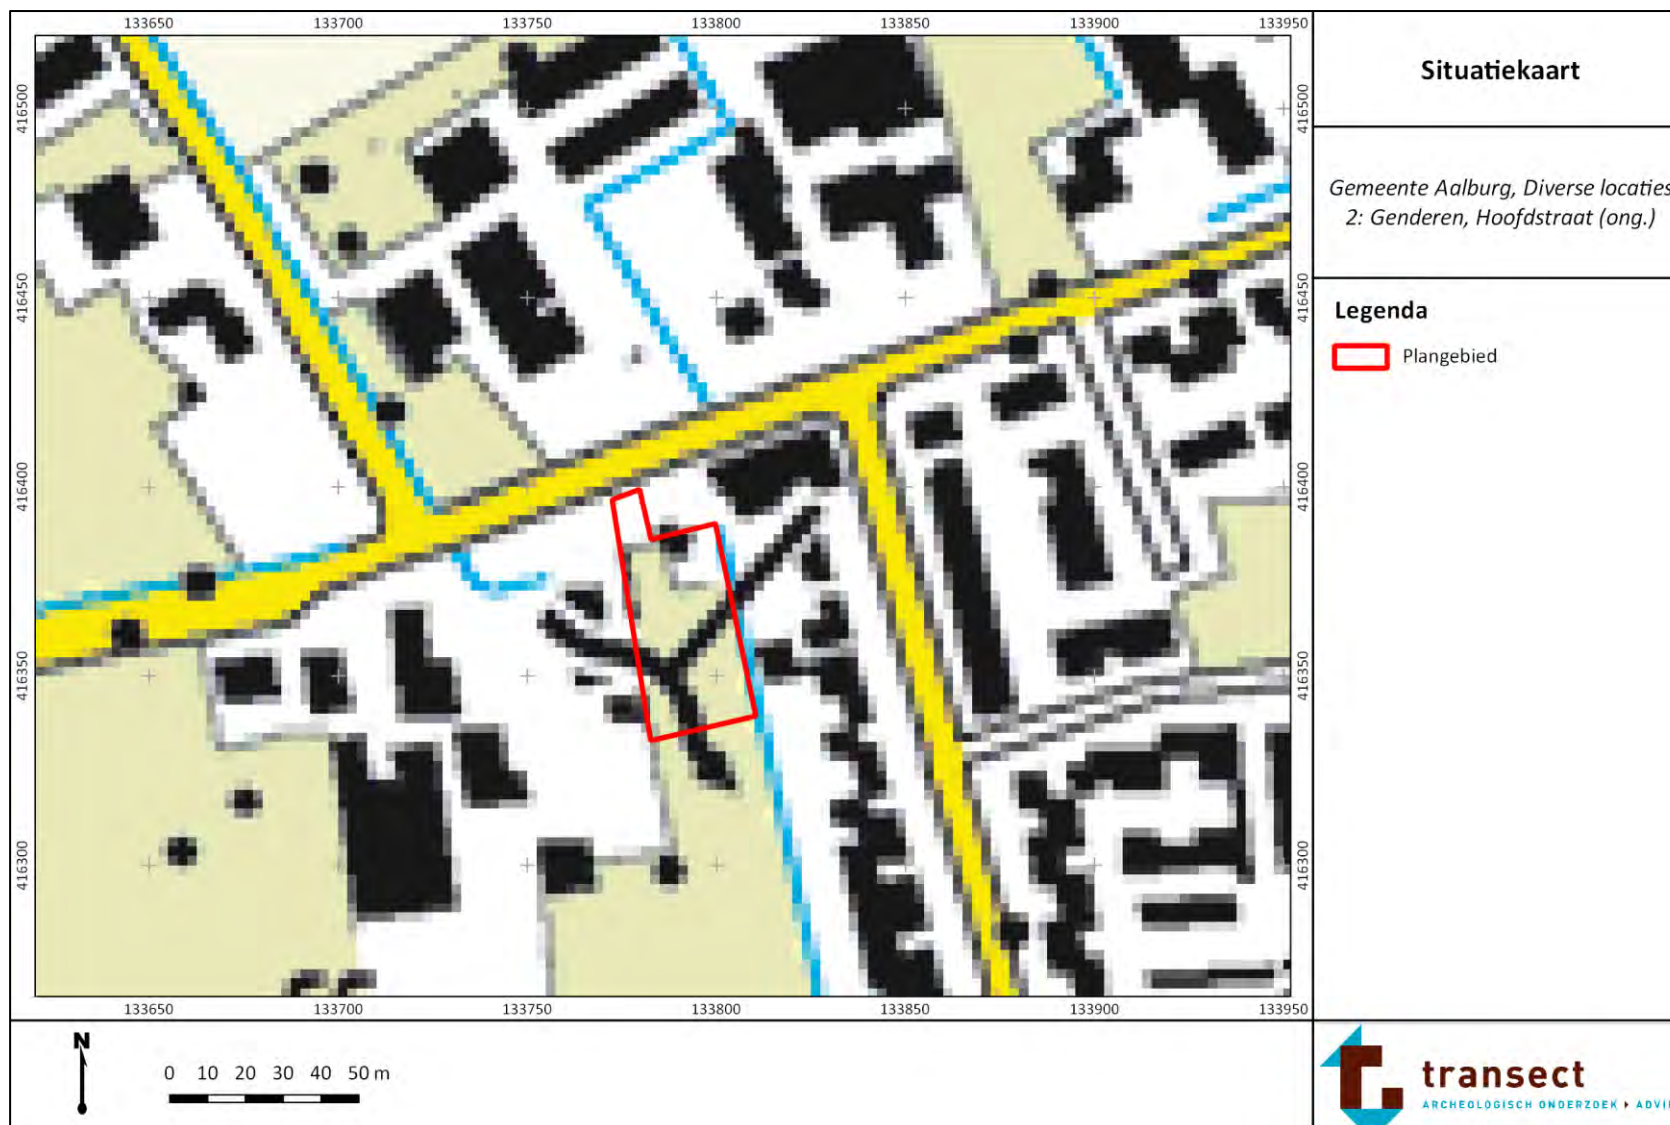 133650 133700 133750 133800 133850 133900 133950
416500 416450 416400 416350 416300
416500 416450 416400 416350 416300
133650 133700 133750 133800 133850 133900 133950
Situatiekaart
Gemeente Aalburg, Diverse locaties
2: Genderen, Hoofdstraat (ong.)
Legenda
Plangebied
N
0 10 20 30 40 50 m
transect
ARCHEOLOGISCH ONDERZOEK ▸ ADVI